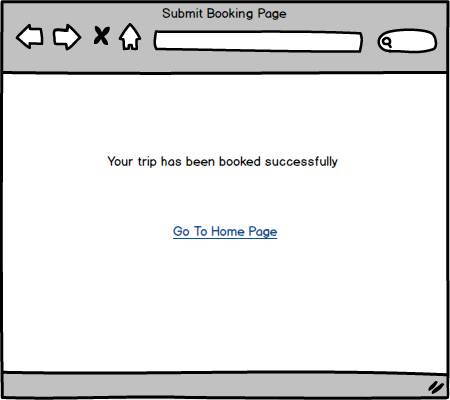 Submit Booking Page
Your trip has been booked successfully
Go To Home Page